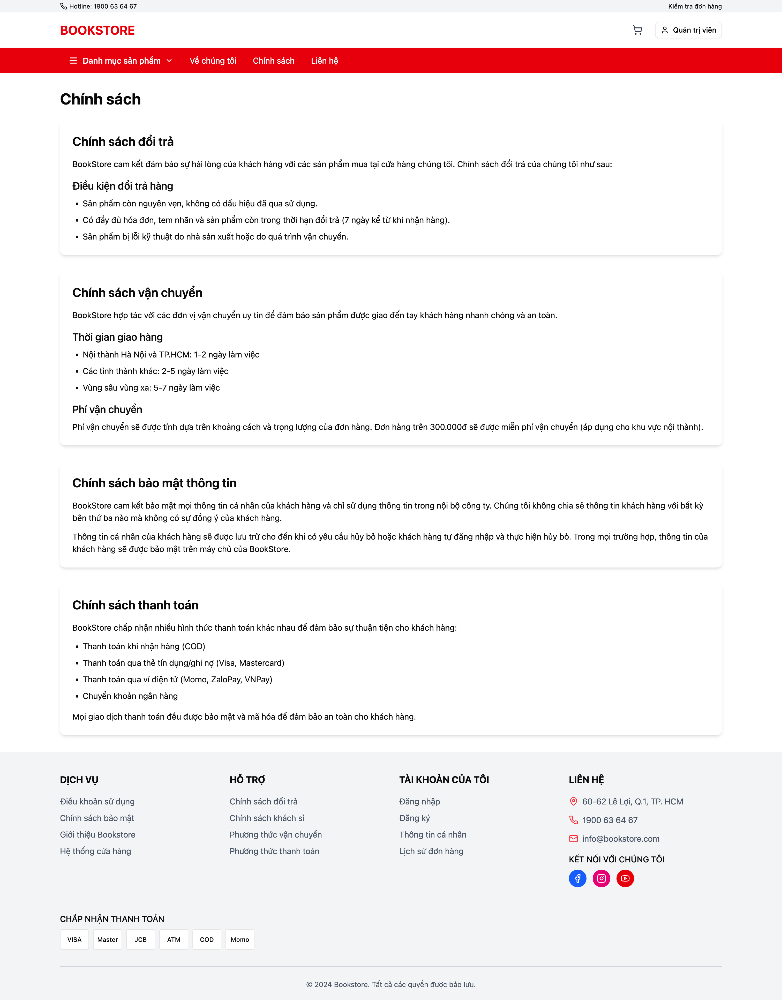 Hotline: 1900 63 64 67
Kiểm tra đơn hàng
BOOKSTORE
Quản trị viên
Danh mục sản phẩm
Về chúng tôi
Chính sách
Liên hệ
Chính sách
Chính sách đổi trả
BookStore cam kết đảm bảo sự hài lòng của khách hàng với các sản phẩm mua tại cửa hàng chúng tôi. Chính sách đổi trả của chúng tôi như sau:
Điều kiện đổi trả hàng
• Sản phẩm còn nguyên vẹn, không có dấu hiệu đã qua sử dụng.
• Có đầy đủ hóa đơn, tem nhãn và sản phẩm còn trong thời hạn đổi trả (7 ngày kể từ khi nhận hàng).
• Sản phẩm bị lỗi kỹ thuật do nhà sản xuất hoặc do quá trình vận chuyển.
Chính sách vận chuyển
BookStore hợp tác với các đơn vị vận chuyển uy tín để đảm bảo sản phẩm được giao đến tay khách hàng nhanh chóng và an toàn.
Thời gian giao hàng
• Nội thành Hà Nội và TP.HCM: 1-2 ngày làm việc
• Các tỉnh thành khác: 2-5 ngày làm việc
• Vùng sâu vùng xa: 5-7 ngày làm việc
Phí vận chuyển
Phí vận chuyển sẽ được tính dựa trên khoảng cách và trọng lượng của đơn hàng. Đơn hàng trên 300.000đ sẽ được miễn phí vận chuyển (áp dụng cho khu vực nội thành).
Chính sách bảo mật thông tin
BookStore cam kết bảo mật mọi thông tin cá nhân của khách hàng và chỉ sử dụng thông tin trong nội bộ công ty. Chúng tôi không chia sẻ thông tin khách hàng với bất kỳ
bên thứ ba nào mà không có sự đồng ý của khách hàng.
Thông tin cá nhân của khách hàng sẽ được lưu trữ cho đến khi có yêu cầu hủy bỏ hoặc khách hàng tự đăng nhập và thực hiện hủy bỏ. Trong mọi trường hợp, thông tin của
khách hàng sẽ được bảo mật trên máy chủ của BookStore.
Chính sách thanh toán
BookStore chấp nhận nhiều hình thức thanh toán khác nhau để đảm bảo sự thuận tiện cho khách hàng:
• Thanh toán khi nhận hàng (COD)
• Thanh toán qua thẻ tín dụng/ghi nợ (Visa, Mastercard)
• Thanh toán qua ví điện tử (Momo, ZaloPay, VNPay)
• Chuyển khoản ngân hàng
Mọi giao dịch thanh toán đều được bảo mật và mã hóa để đảm bảo an toàn cho khách hàng.
DỊCH VỤ
Điều khoản sử dụng
Chính sách bảo mật
Giới thiệu Bookstore
Hệ thống cửa hàng
HỖ TRỢ
Chính sách đổi trả
Chính sách khách sỉ
Phương thức vận chuyển
Phương thức thanh toán
TÀI KHOẢN CỦA TÔI
Đăng nhập
Đăng ký
Thông tin cá nhân
Lịch sử đơn hàng
LIÊN HỆ
60-62 Lê Lợi, Q.1, TP. HCM
1900 63 64 67
info@bookstore.com
KẾT NỐI VỚI CHÚNG TÔI
CHẤP NHẬN THANH TOÁN
VISA
Master
JCB
ATM
COD
Momo
© 2024 Bookstore. Tất cả các quyền được bảo lưu.